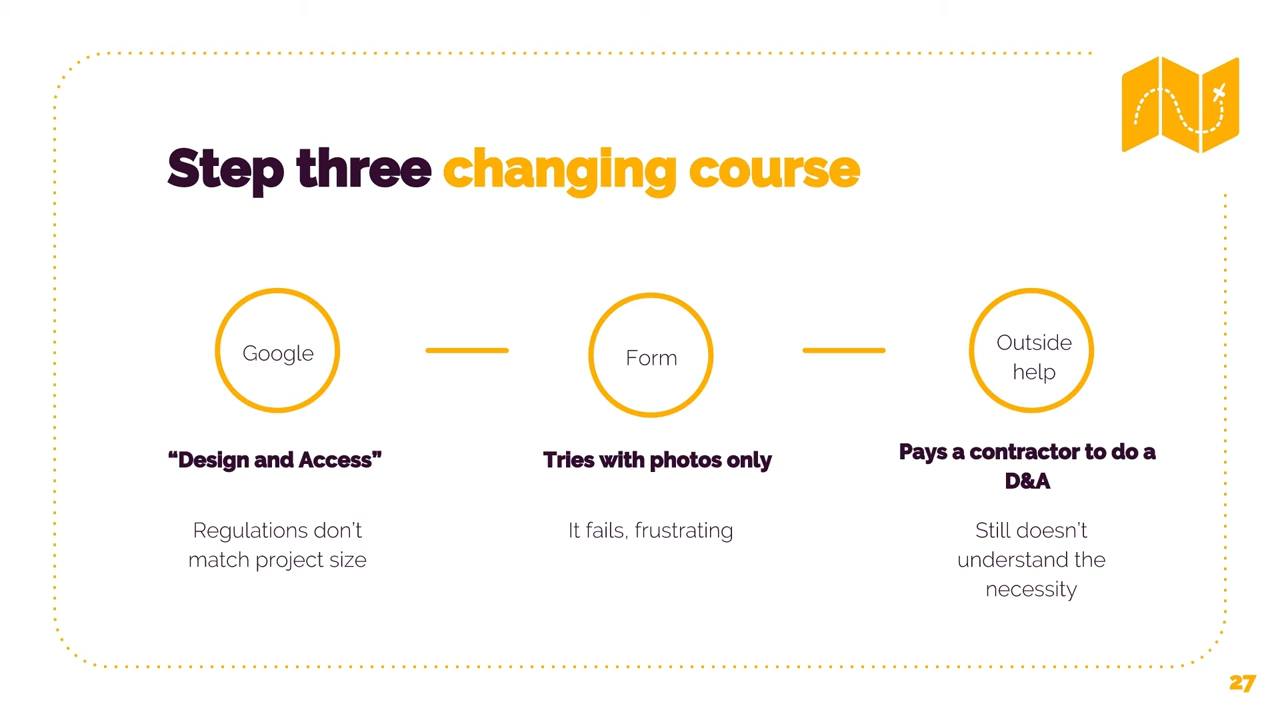 Step three changing course
Google
Form
Outside
help
“Design and Access”
Tries with photos only
Pays a contractor to do a
D&A
Regulations don’t
match project size
It fails, frustrating
Still doesn’t
understand the
necessity
27